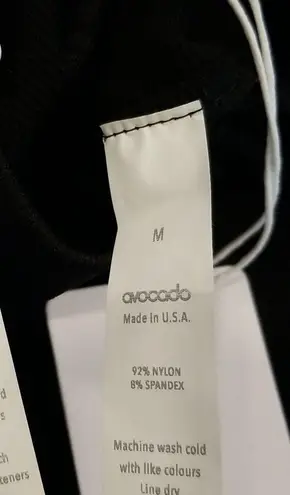 M
avocado
Made in U.S.A.
92% NYLON
8% SPANDEX
Machine wash cold
with like colours
Line dry